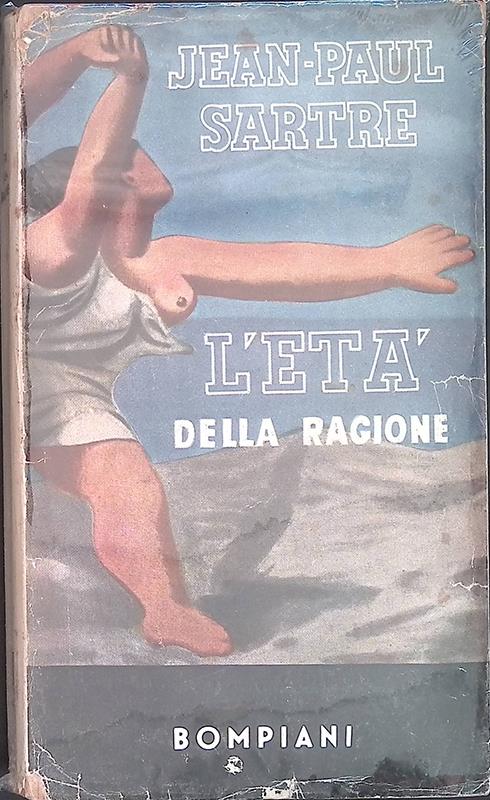 JEAN-PAUL
SARTRE
L'ETA'
DELLA RAGIONE
BOMPIANI